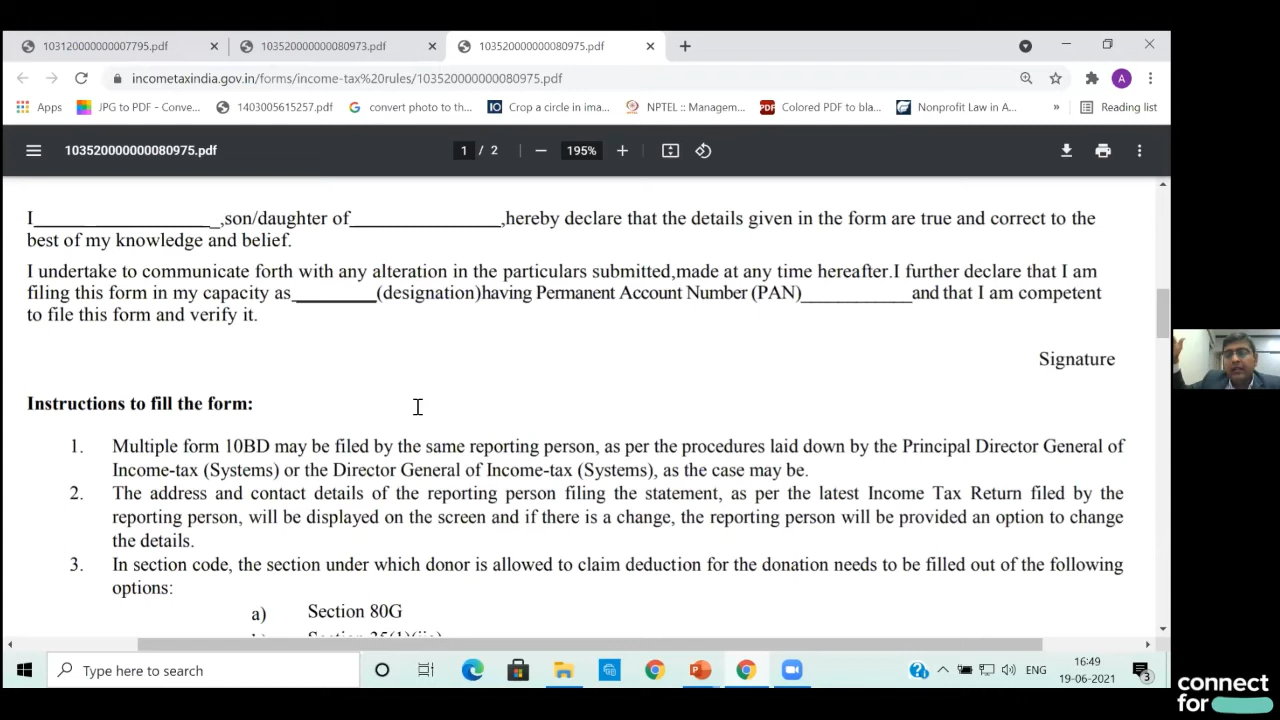 103120000000007795.pdf
103520000000080973.pdf
103520000000080975.pdf
incometaxindia.gov.in/forms/income-tax%20rules/103520000000080975.pdf
A
Apps
JPG to PDF - Conve...
1403005615257.pdf
convert photo to th...
Crop a circle in ima...
NPTEL :: Managem...
PDF
Colored PDF to bla...
Nonprofit Law in A...
»
Reading list
103520000000080975.pdf
1 / 2
195%
I____________________,son/daughter of________________,hereby declare that the details given in the form are true and correct to the
best of my knowledge and belief.
I undertake to communicate forth with any alteration in the particulars submitted,made at any time hereafter.I further declare that I am
filing this form in my capacity as_________(designation)having Permanent Account Number (PAN)____________and that I am competent
to file this form and verify it.
Signature
Instructions to fill the form:
1. Multiple form 10BD may be filed by the same reporting person, as per the procedures laid down by the Principal Director General of
Income-tax (Systems) or the Director General of Income-tax (Systems), as the case may be.
2. The address and contact details of the reporting person filing the statement, as per the latest Income Tax Return filed by the
reporting person, will be displayed on the screen and if there is a change, the reporting person will be provided an option to change
the details.
3. In section code, the section under which donor is allowed to claim deduction for the donation needs to be filled out of the following
options:
a) Section 80G
Type here to search
ENG
16:49
19-06-2021
3
connect
for